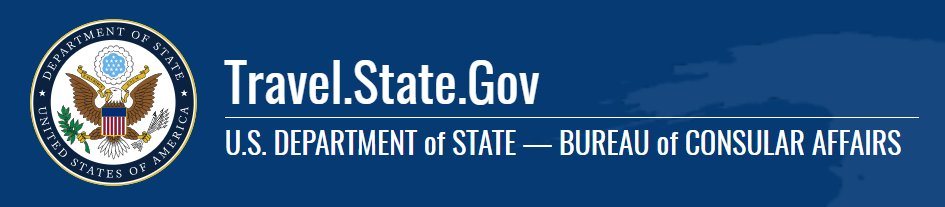 DEPARTMENT OF STATE
UNITED STATES OF AMERICA
Travel.State.Gov
U.S. DEPARTMENT of STATE — BUREAU of CONSULAR AFFAIRS